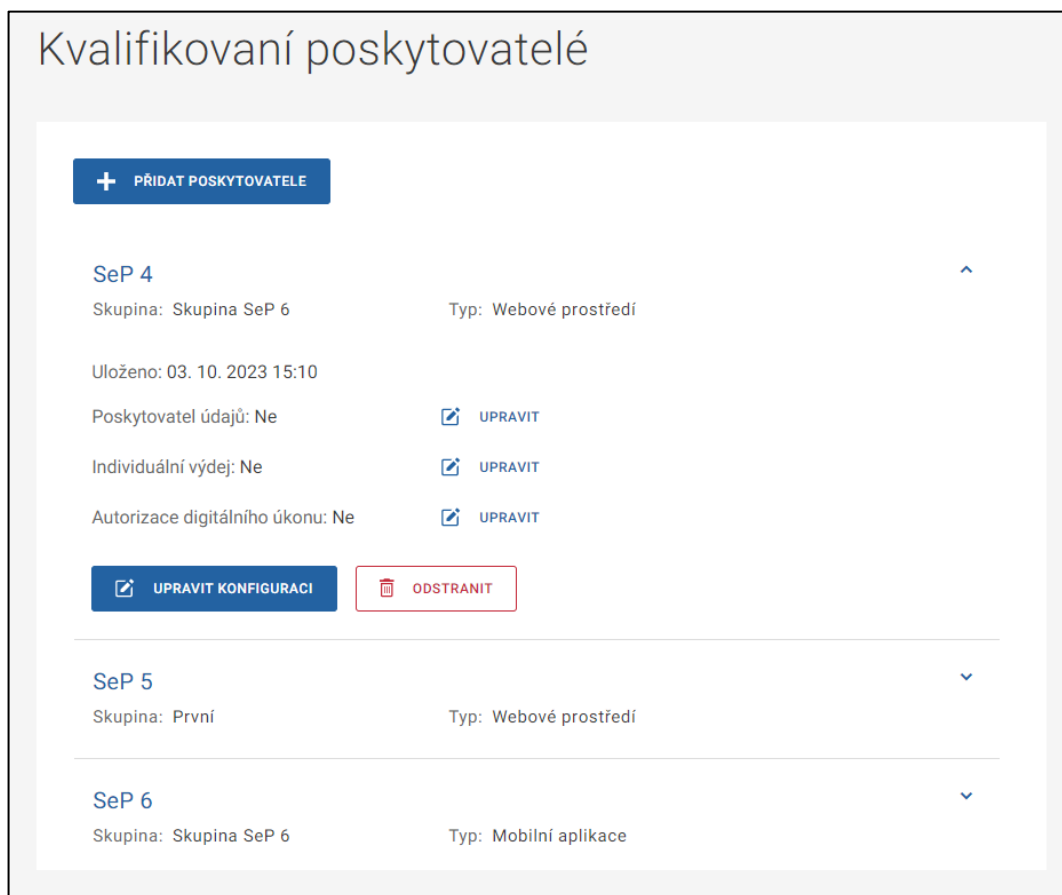 Kvalifikovaní poskytovatelé
PŘIDAT POSKYTOVATELE
SeP 4
Skupina: Skupina SeP 6 Typ: Webové prostředí
Uloženo: 03. 10. 2023 15:10
Poskytovatel údajů: Ne UPRAVIT
Individuální výdej: Ne UPRAVIT
Autorizace digitálního úkonu: Ne UPRAVIT
UPRAVIT KONFIGURACI ODSTRANIT
SeP 5
Skupina: První Typ: Webové prostředí
SeP 6
Skupina: Skupina SeP 6 Typ: Mobilní aplikace